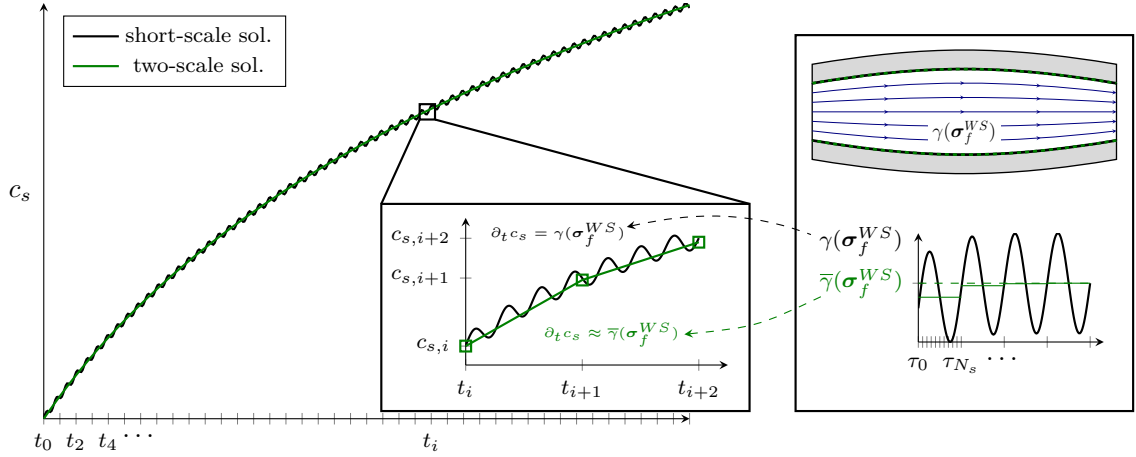 short-scale sol.
two-scale sol.
c_s
t_0 t_2 t_4 ··· t_i
c_{s,i+2}
c_{s,i+1}
c_{s,i}
∂_t c_s = γ(σ_f^{WS})
∂_t c_s ≈ γ̅(σ_f^{WS})
t_i t_{i+1} t_{i+2}
γ(σ_f^{WS})
γ(σ_f^{WS})
γ̅(σ_f^{WS})
τ_0 τ_{N_s} ···